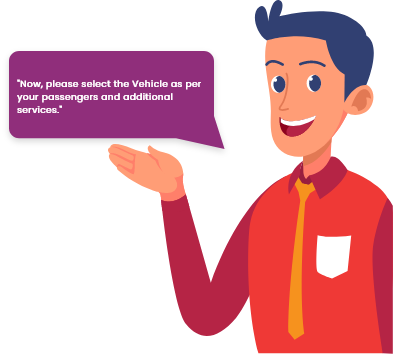 "Now, please select the Vehicle as per
your passengers and additional
services."